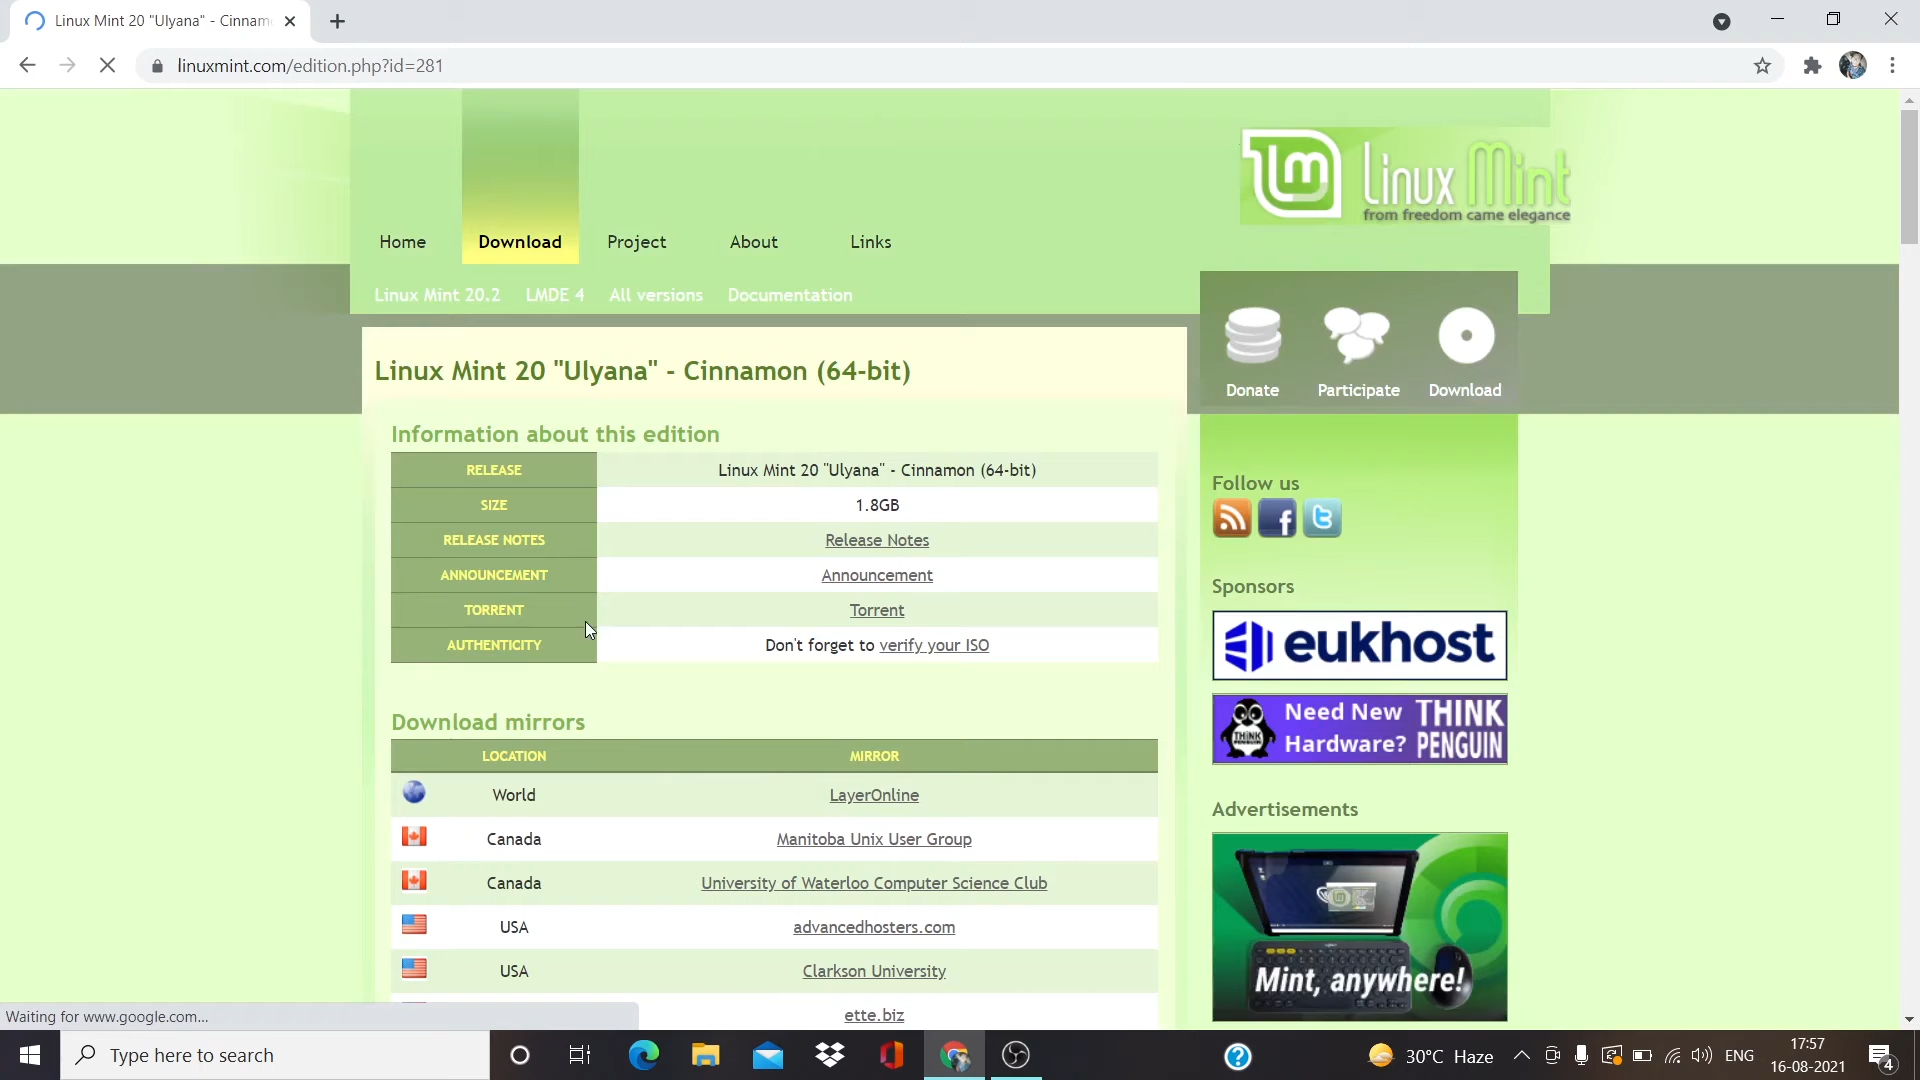 Linux Mint 20 "Ulyana" - Cinnam
linuxmint.com/edition.php?id=281
Linux Mint
from freedom came elegance
Home Download Project About Links
Linux Mint 20.2 LMDE 4 All versions Documentation
Donate Participate Download
Linux Mint 20 "Ulyana" - Cinnamon (64-bit)
Information about this edition
RELEASE Linux Mint 20 "Ulyana" - Cinnamon (64-bit)
SIZE 1.8GB
RELEASE NOTES Release Notes
ANNOUNCEMENT Announcement
TORRENT Torrent
AUTHENTICITY Don't forget to verify your ISO
Download mirrors
LOCATION MIRROR
World LayerOnline
Canada Manitoba Unix User Group
Canada University of Waterloo Computer Science Club
USA advancedhosters.com
USA Clarkson University
ette.biz
Follow us
Sponsors
eukhost
Need New Hardware?
THINK PENGUIN
Advertisements
Mint, anywhere!
Waiting for www.google.com...
Type here to search
30°C Haze
ENG
17:57
16-08-2021
4